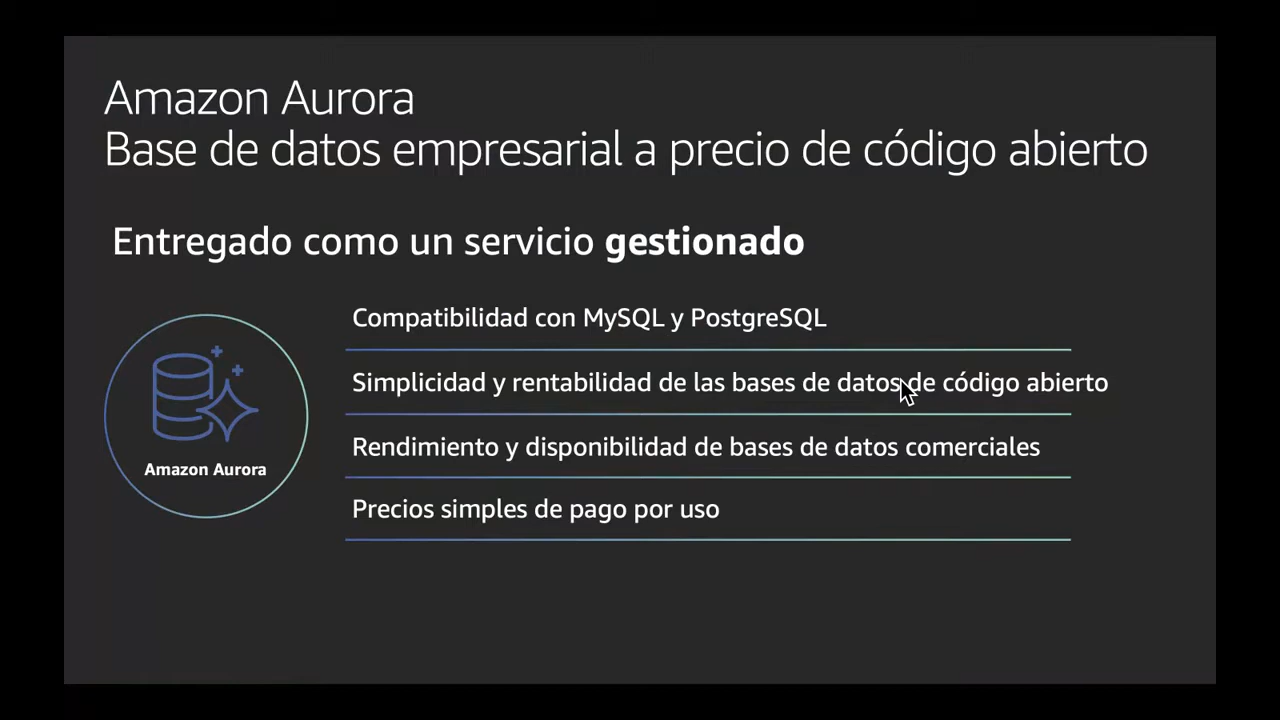 Amazon Aurora
Base de datos empresarial a precio de código abierto
Entregado como un servicio gestionado
Compatibilidad con MySQL y PostgreSQL
Simplicidad y rentabilidad de las bases de datos de código abierto
Rendimiento y disponibilidad de bases de datos comerciales
Precios simples de pago por uso
Amazon Aurora